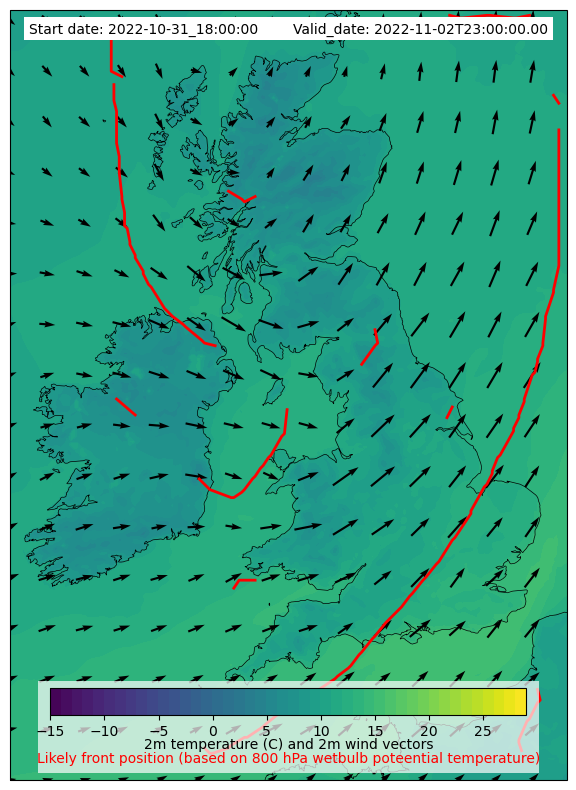 Start date: 2022-10-31_18:00:00 Valid_date: 2022-11-02T23:00:00.00
−15 −10 −5 0 5 10 15 20 25
2m temperature (C) and 2m wind vectors
Likely front position (based on 800 hPa wetbulb poteential temperature)